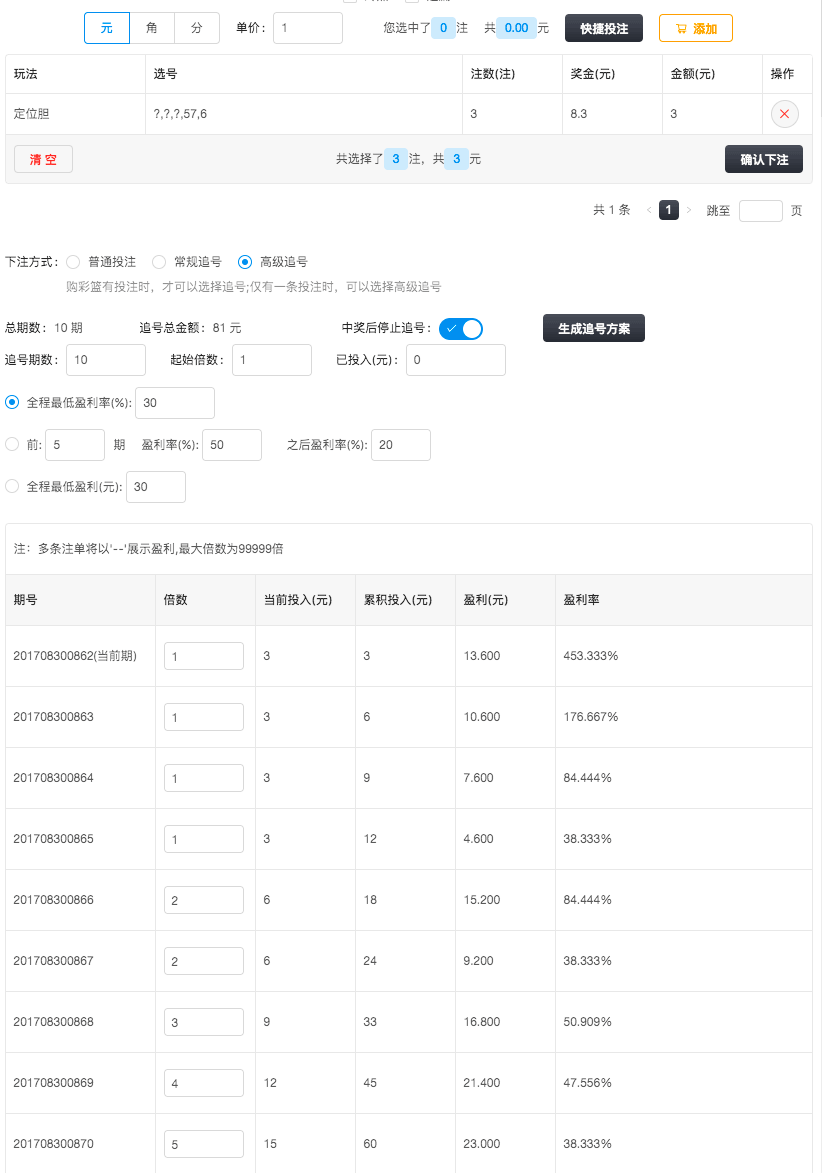 元 角 分 单价: 1 您选中了 0 注 共 0.00 元 快捷投注 添加
玩法 选号 注数(注) 奖金(元) 金额(元) 操作
定位胆 ?,?,?,57,6 3 8.3 3
清 空 共选择了 3 注，共 3 元 确认下注
共 1 条 < 1 > 跳至 页
下注方式: 普通投注 常规追号 高级追号
购彩篮有投注时，才可以选择追号;仅有一条投注时，可以选择高级追号
总期数: 10 期 追号总金额: 81 元 中奖后停止追号: 生成追号方案
追号期数: 10 起始倍数: 1 已投入(元): 0
全程最低盈利率(%): 30
前: 5 期 盈利率(%): 50 之后盈利率(%): 20
全程最低盈利(元): 30
注：多条注单将以'--'展示盈利,最大倍数为99999倍
期号 倍数 当前投入(元) 累积投入(元) 盈利(元) 盈利率
201708300862(当前期) 1 3 3 13.600 453.333%
201708300863 1 3 6 10.600 176.667%
201708300864 1 3 9 7.600 84.444%
201708300865 1 3 12 4.600 38.333%
201708300866 2 6 18 15.200 84.444%
201708300867 2 6 24 9.200 38.333%
201708300868 3 9 33 16.800 50.909%
201708300869 4 12 45 21.400 47.556%
201708300870 5 15 60 23.000 38.333%